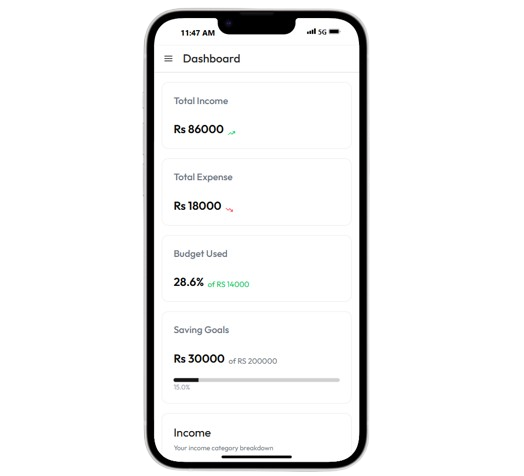 11:47 AM 5G
Dashboard
Total Income
Rs 86000
Total Expense
Rs 18000
Budget Used
28.6% of RS 14000
Saving Goals
Rs 30000 of RS 200000
15.0%
Income
Your income category breakdown